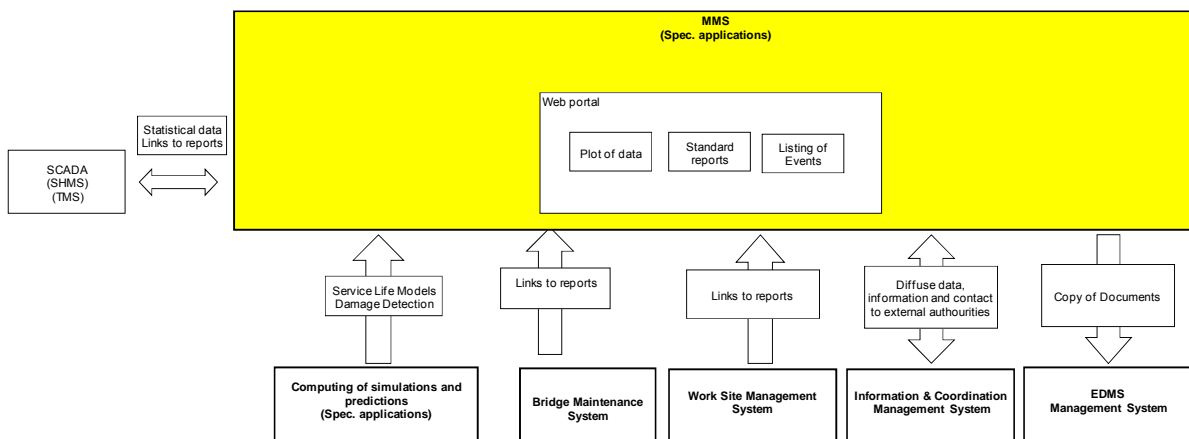 MMS
(Spec. applications)
Web portal
Plot of data
Standard
reports
Listing of
Events
Statistical data
Links to reports
SCADA
(SHMS)
(TMS)
Service Life Models
Damage Detection
Links to reports
Links to reports
Diffuse data,
information and contact
to external authourities
Copy of Documents
Computing of simulations and
predictions
(Spec. applications)
Bridge Maintenance
System
Work Site Management
System
Information & Coordination
Management System
EDMS
Management System